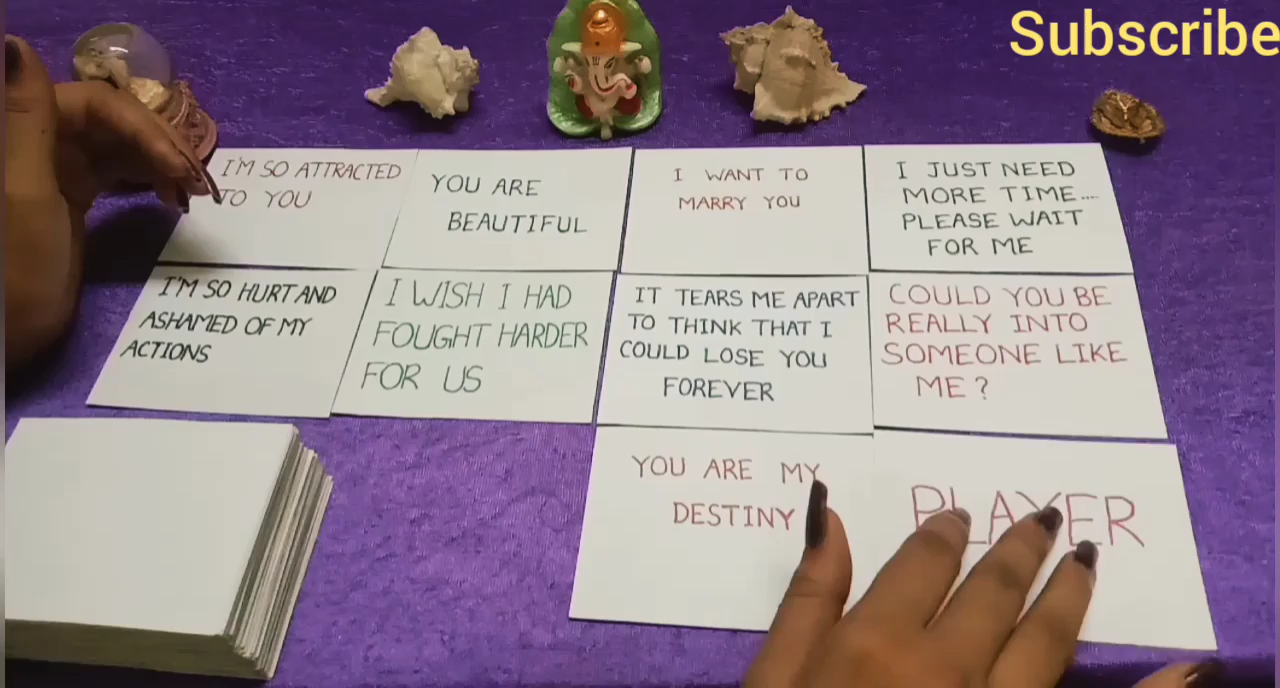 Subscribe
I'M SO ATTRACTED
TO YOU
YOU ARE
BEAUTIFUL
I WANT TO
MARRY YOU
I JUST NEED
MORE TIME....
PLEASE WAIT
FOR ME
I'M SO HURT AND
ASHAMED OF MY
ACTIONS
I WISH I HAD
FOUGHT HARDER
FOR US
IT TEARS ME APART
TO THINK THAT I
COULD LOSE YOU
FOREVER
COULD YOU BE
REALLY INTO
SOMEONE LIKE
ME?
YOU ARE MY
DESTINY
PLAYER